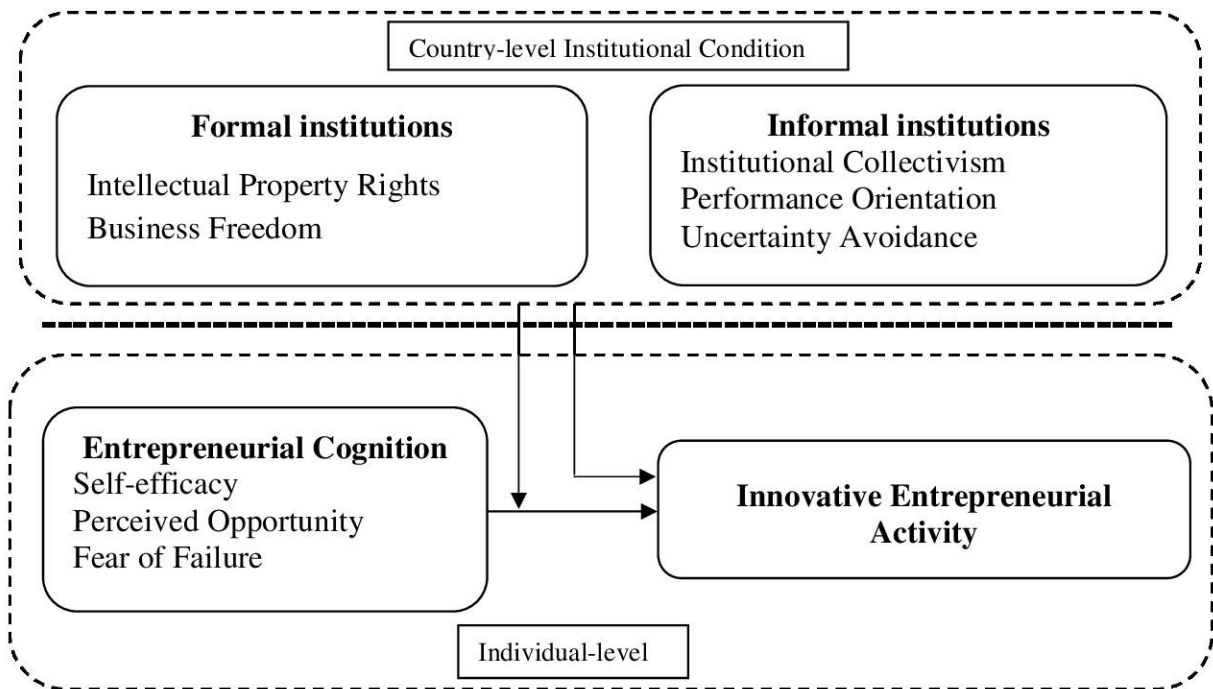 Country-level Institutional Condition
Formal institutions
Intellectual Property Rights
Business Freedom
Informal institutions
Institutional Collectivism
Performance Orientation
Uncertainty Avoidance
Entrepreneurial Cognition
Self-efficacy
Perceived Opportunity
Fear of Failure
Innovative Entrepreneurial
Activity
Individual-level